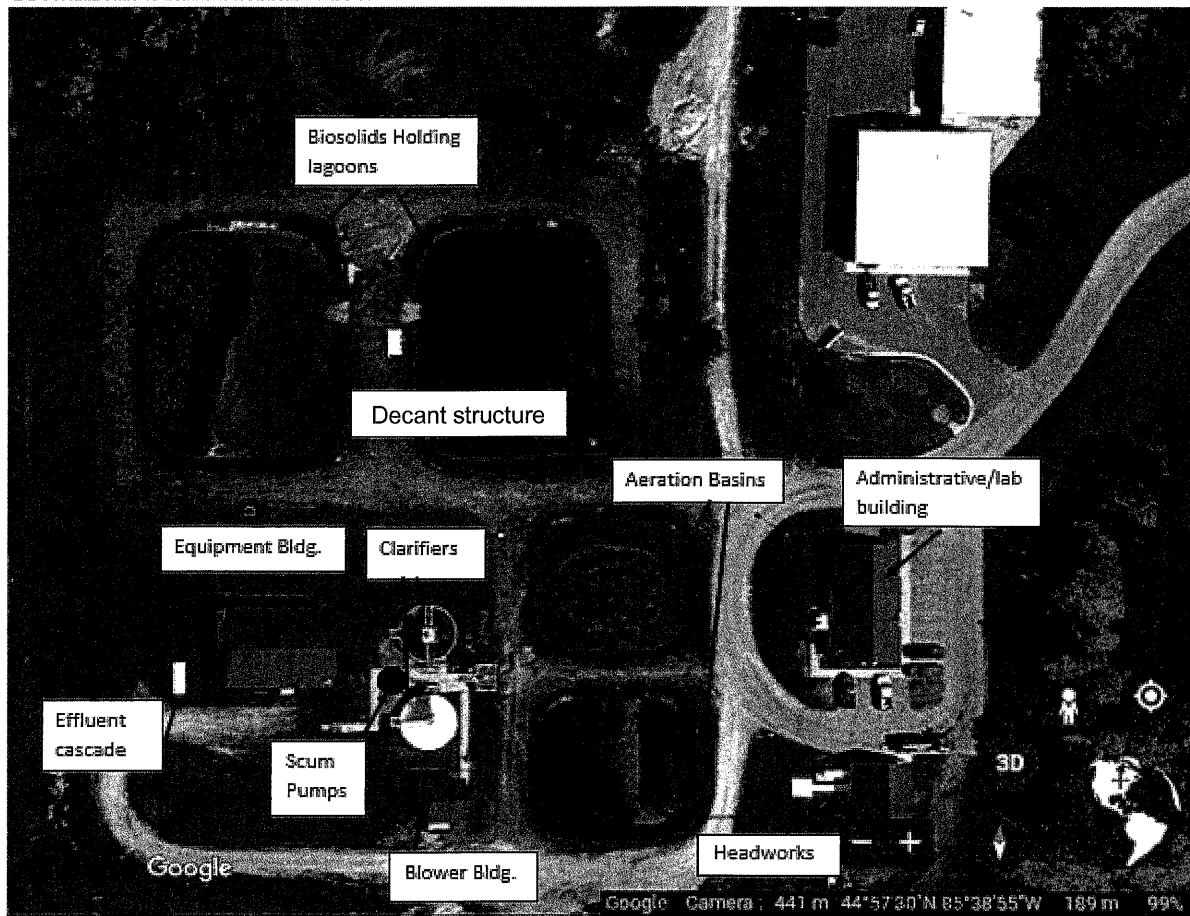 Biosolids Holding
lagoons
Decant structure
Aeration Basins
Administrative/lab
building
Equipment Bldg.
Clarifiers
Effluent
cascade
Scum
Pumps
3D
Headworks
Google
Blower Bldg.
Google Camera : 441 m 44°57'30"N 85°38'55"W 189 m 99%